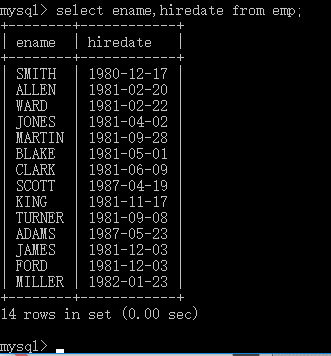 mysql> select ename,hiredate from emp;
+--------+------------+
| ename  | hiredate   |
+--------+------------+
| SMITH  | 1980-12-17 |
| ALLEN  | 1981-02-20 |
| WARD   | 1981-02-22 |
| JONES  | 1981-04-02 |
| MARTIN | 1981-09-28 |
| BLAKE  | 1981-05-01 |
| CLARK  | 1981-06-09 |
| SCOTT  | 1987-04-19 |
| KING   | 1981-11-17 |
| TURNER | 1981-09-08 |
| ADAMS  | 1987-05-23 |
| JAMES  | 1981-12-03 |
| FORD   | 1981-12-03 |
| MILLER | 1982-01-23 |
+--------+------------+
14 rows in set (0.00 sec)
mysql>